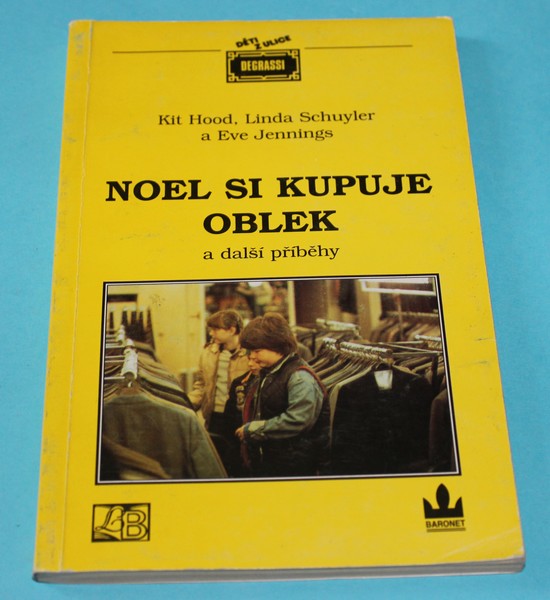 DĚTI
Z ULICE
DEGRASSI
Kit Hood, Linda Schuyler
a Eve Jennings
NOEL SI KUPUJE
OBLEK
a další příběhy
LB
BARONET